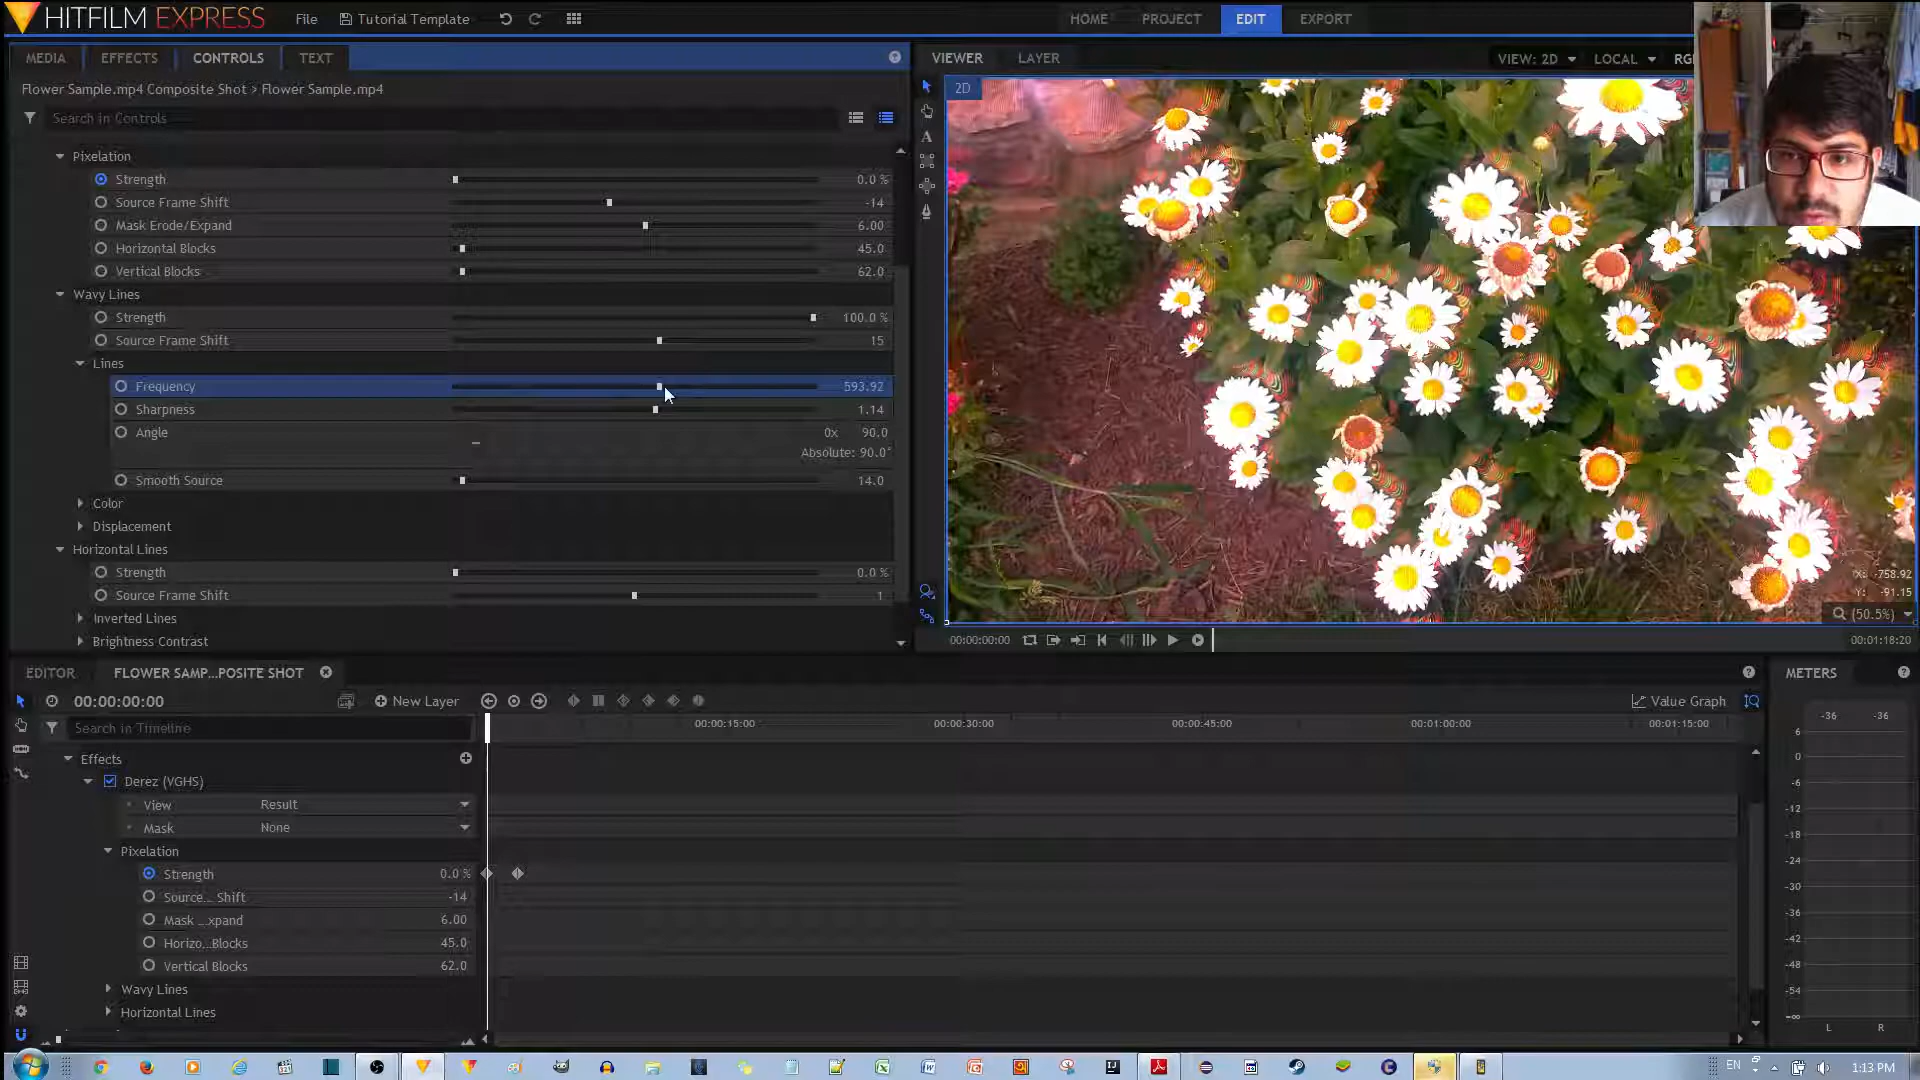 HITFILM EXPRESS
File
Tutorial Template
HOME
PROJECT
EDIT
EXPORT
MEDIA
EFFECTS
CONTROLS
TEXT
VIEWER
LAYER
VIEW: 2D
LOCAL
Flower Sample.mp4 Composite Shot > Flower Sample.mp4
2D
Search in Controls
Pixelation
Strength 0.0 %
Source Frame Shift -14
Mask Erode/Expand 6.00
Horizontal Blocks 45.0
Vertical Blocks 62.0
Wavy Lines
Strength 100.0 %
Source Frame Shift 15
Lines
Frequency 593.92
Sharpness 1.14
Angle 0x 90.0
Absolute: 90.0°
Smooth Source 14.0
Color
Displacement
Horizontal Lines
Strength 0.0 %
Source Frame Shift 1
Inverted Lines
Brightness Contrast
X: -758.92
Y: -91.15
(50.5%)
00:00:00:00
00:01:18:20
EDITOR
FLOWER SAMP...POSITE SHOT
METERS
00:00:00:00
New Layer
Value Graph
Search in Timeline
00:00:15:00
00:00:30:00
00:00:45:00
00:01:00:00
00:01:15:00
Effects
Derez (VGHS)
View Result
Mask None
Pixelation
Strength 0.0 %
Source... Shift -14
Mask ...xpand 6.00
Horizo...Blocks 45.0
Vertical Blocks 62.0
Wavy Lines
Horizontal Lines
-36 -36
6
0
-6
-12
-18
-24
-30
-36
-42
-48
-54
-∞
L R
EN
1:13 PM